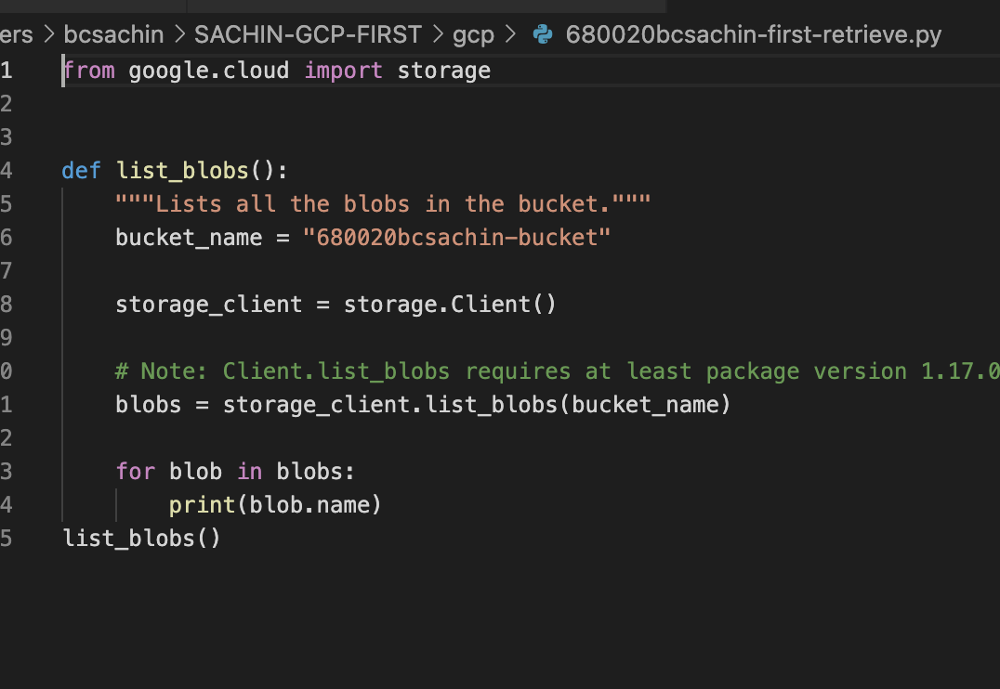 ers > bcsachin > SACHIN-GCP-FIRST > gcp > 680020bcsachin-first-retrieve.py
1 from google.cloud import storage
2
3
4 def list_blobs():
5     """Lists all the blobs in the bucket."""
6     bucket_name = "680020bcsachin-bucket"
7
8     storage_client = storage.Client()
9
0     # Note: Client.list_blobs requires at least package version 1.17.0
1     blobs = storage_client.list_blobs(bucket_name)
2
3     for blob in blobs:
4         print(blob.name)
5 list_blobs()